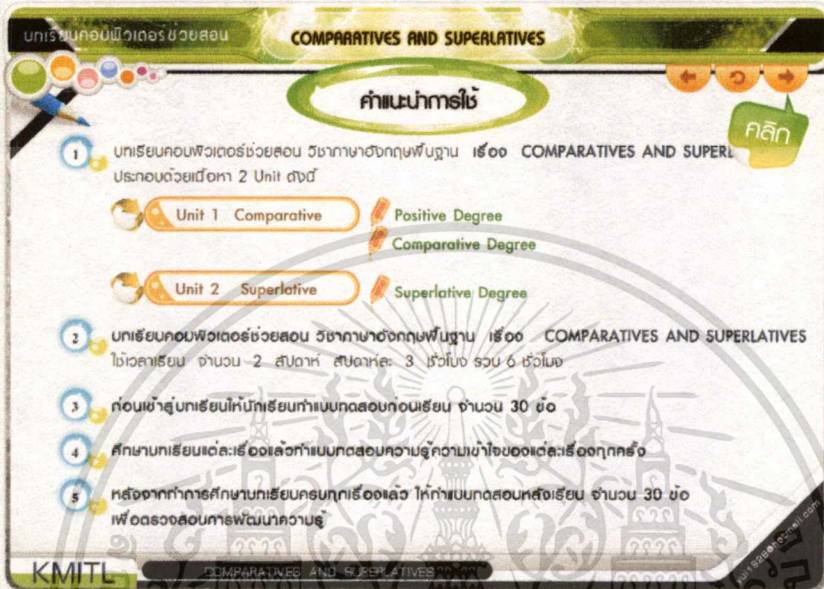 บทเรียนคอมพิวเตอร์ช่วยสอน
COMPARATIVES AND SUPERLATIVES
คำแนะนำการใช้
คลิก
1 บทเรียนคอมพิวเตอร์ช่วยสอน วิชาภาษาอังกฤษพื้นฐาน เรื่อง COMPARATIVES AND SUPERL
ประกอบด้วยเนื้อหา 2 Unit ดังนี้
Unit 1 Comparative Positive Degree
Comparative Degree
Unit 2 Superlative Superlative Degree
2 บทเรียนคอมพิวเตอร์ช่วยสอน วิชาภาษาอังกฤษพื้นฐาน เรื่อง COMPARATIVES AND SUPERLATIVES
ใช้เวลาเรียน จำนวน 2 สัปดาห์ สัปดาห์ละ 3 ชั่วโมง รวม 6 ชั่วโมง
3 ก่อนเข้าสู่บทเรียนให้นักเรียนทำแบบทดสอบก่อนเรียน จำนวน 30 ข้อ
4 ศึกษาบทเรียนแต่ละเรื่องแล้วทำแบบทดสอบความรู้ความเข้าใจของแต่ละเรื่องทุกครั้ง
5 หลังจากทำการศึกษาบทเรียนครบทุกเรื่องแล้ว ให้ทำแบบทดสอบหลังเรียน จำนวน 30 ข้อ
เพื่อตรวจสอบการพัฒนาความรู้
KMITL
COMPARATIVES AND SUPERLATIVES